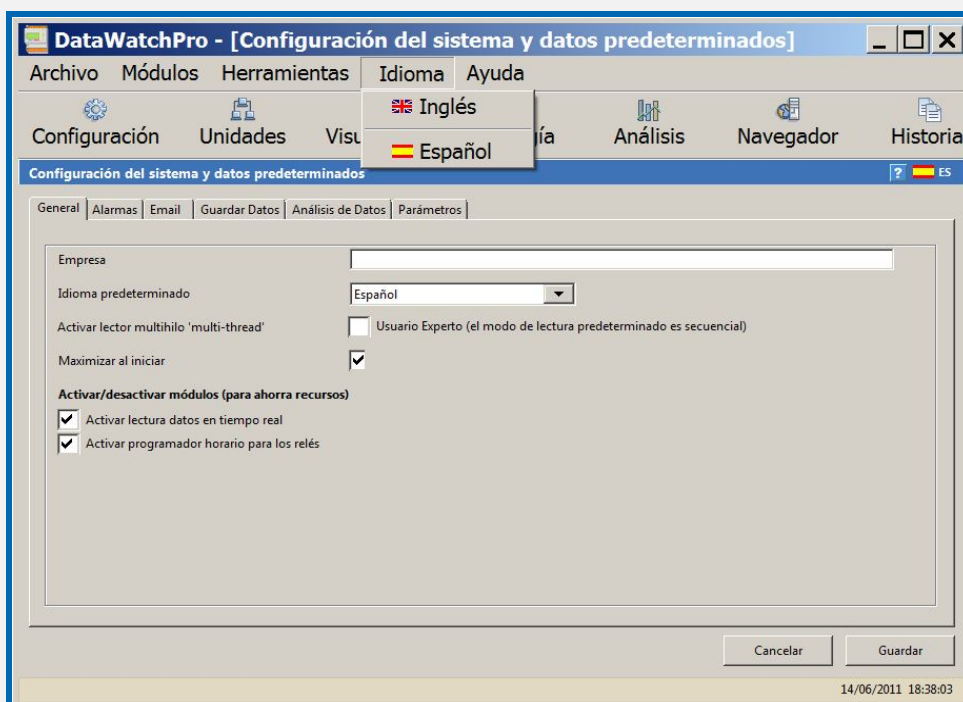 DataWatchPro - [Configuración del sistema y datos predeterminados]
Archivo Módulos Herramientas Idioma Ayuda
Inglés
Español
Configuración Unidades Análisis Navegador
Configuración del sistema y datos predeterminados ? ES
General Alarmas Email Guardar Datos Análisis de Datos Parámetros
Empresa
Idioma predeterminado Español
Activar lector multihilo 'multi-thread' Usuario Experto (el modo de lectura predeterminado es secuencial)
Maximizar al iniciar
Activar/desactivar módulos (para ahorra recursos)
Activar lectura datos en tiempo real
Activar programador horario para los relés
Cancelar Guardar
14/06/2011 18:38:03